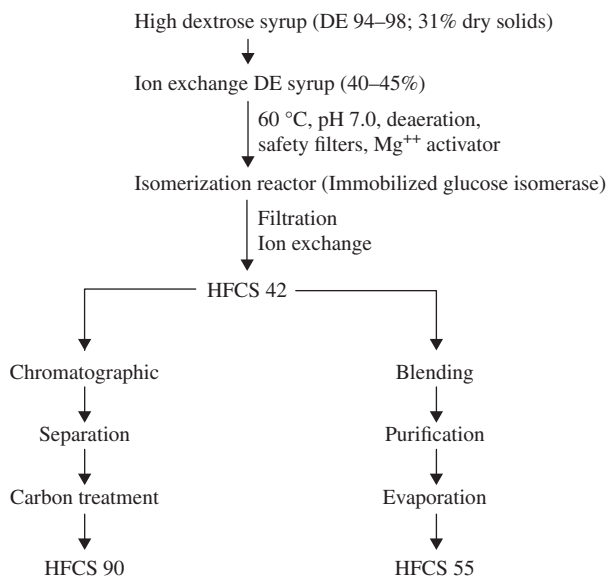 High dextrose syrup (DE 94–98; 31% dry solids)
Ion exchange DE syrup (40–45%)
60 °C, pH 7.0, deaeration,
safety filters, Mg⁺⁺ activator
Isomerization reactor (Immobilized glucose isomerase)
Filtration
Ion exchange
HFCS 42
Chromatographic
Blending
Separation
Purification
Carbon treatment
Evaporation
HFCS 90
HFCS 55